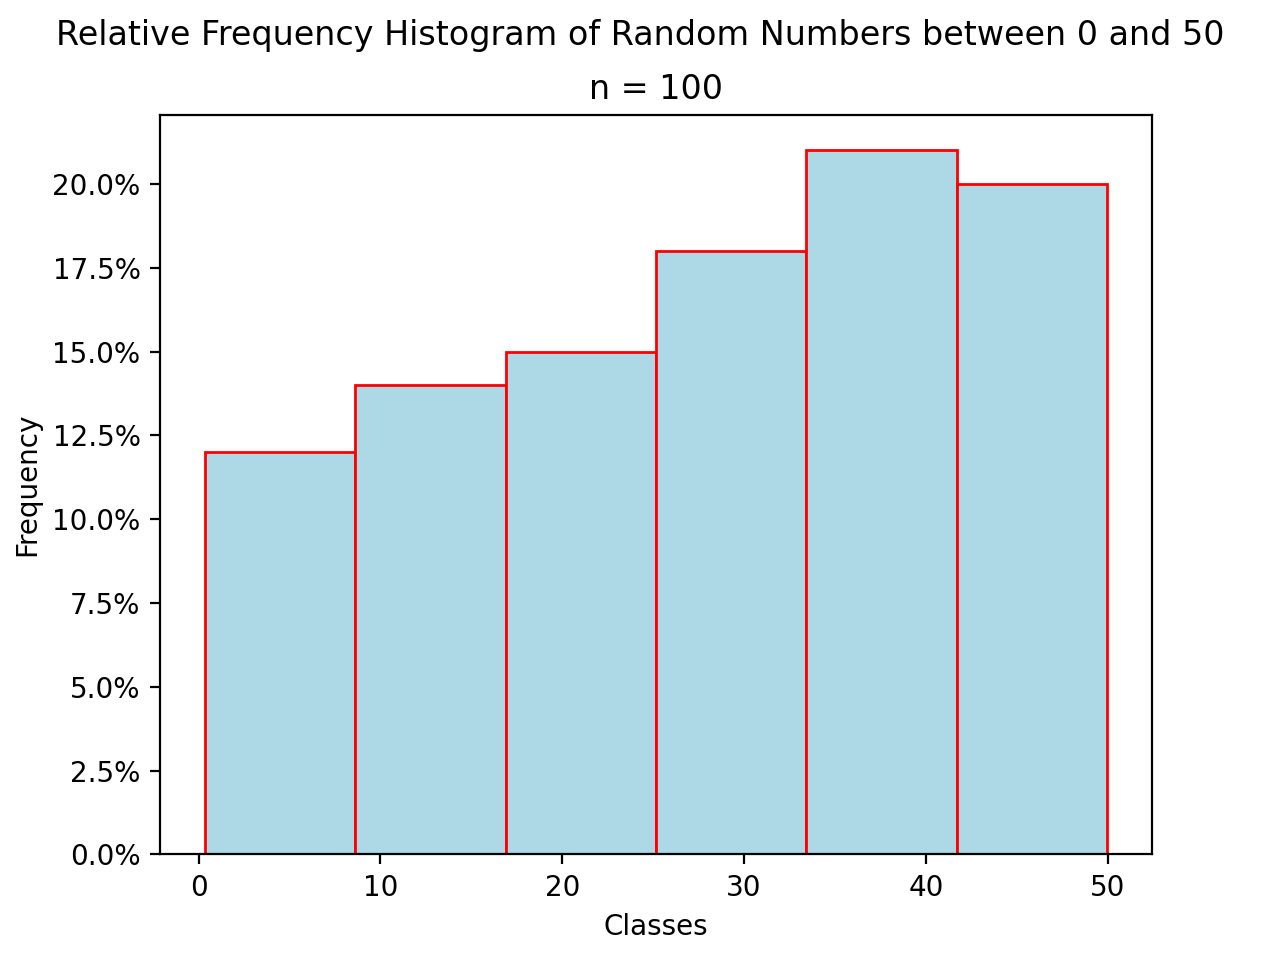 Relative Frequency Histogram of Random Numbers between 0 and 50
n = 100
20.0%
17.5%
15.0%
12.5%
10.0%
7.5%
5.0%
2.5%
0.0%
Frequency
0 10 20 30 40 50
Classes